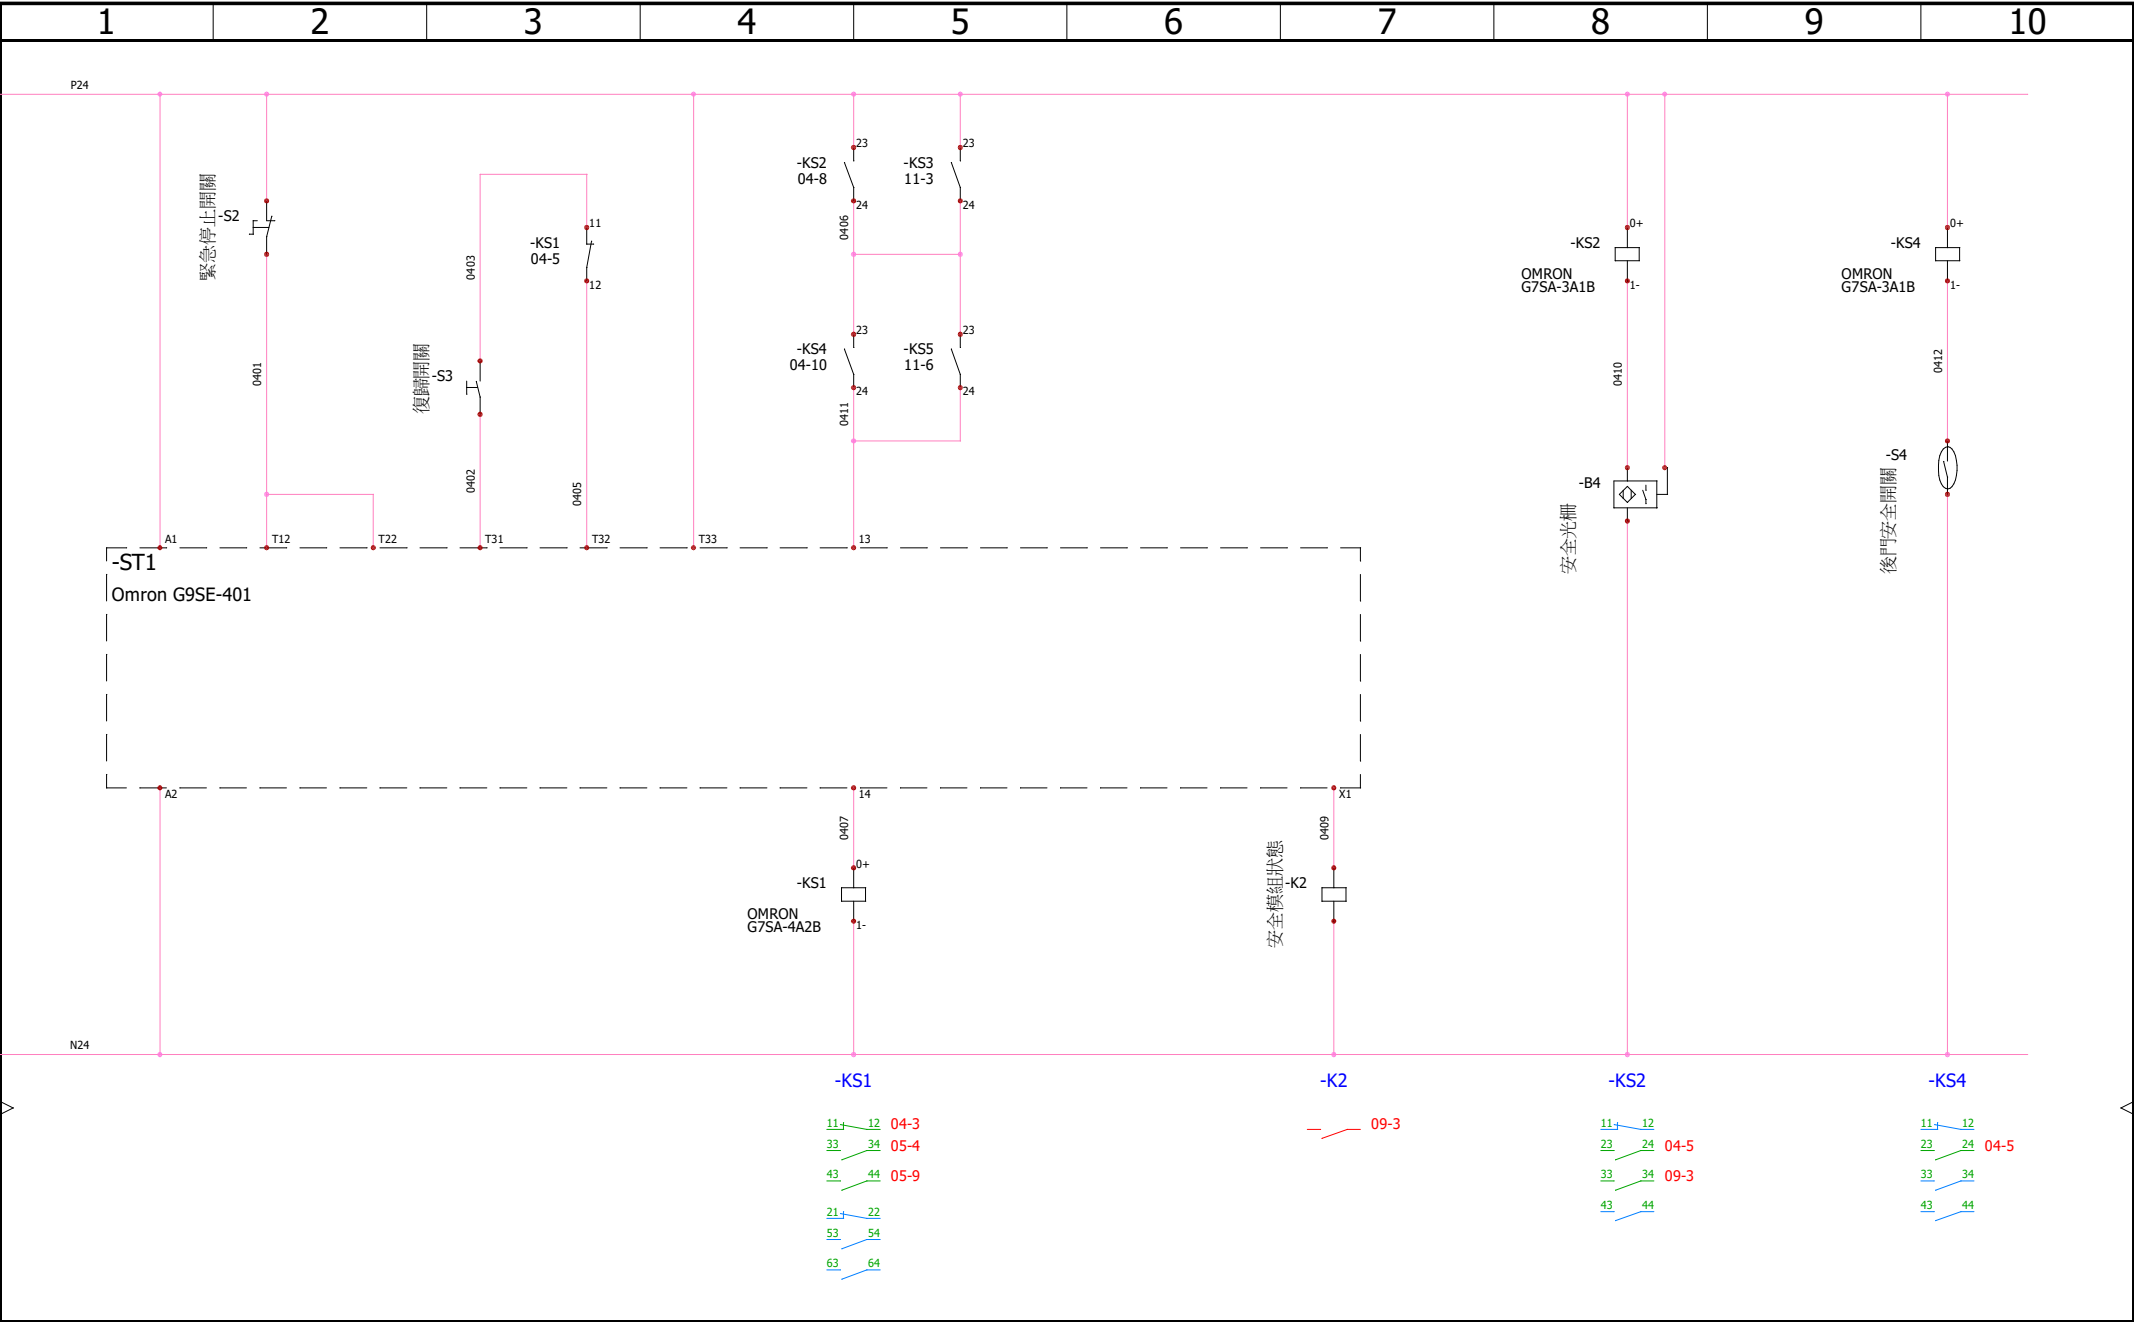 1 2 3 4 5 6 7 8 9 10
P24
-S2
緊急停止開關
0401
-S3
復歸開關
0403
0402
-KS1
04-5
11
12
0405
-KS2
04-8
23
24
0406
-KS3
11-3
23
24
-KS4
04-10
23
24
0411
-KS5
11-6
23
24
-KS2
OMRON
G7SA-3A1B
0+
1-
0410
-B4
安全光柵
-KS4
OMRON
G7SA-3A1B
0+
1-
0412
-S4
後門安全開關
A1 T12 T22 T31 T32 T33 13
-ST1
Omron G9SE-401
A2 14 X1
0407
-KS1
OMRON
G7SA-4A2B
0+
1-
0409
-K2
安全模組狀態
N24
-KS1
11 12 04-3
33 34 05-4
43 44 05-9
21 22
53 54
63 64
-K2
09-3
-KS2
11 12
23 24 04-5
33 34 09-3
43 44
-KS4
11 12
23 24 04-5
33 34
43 44